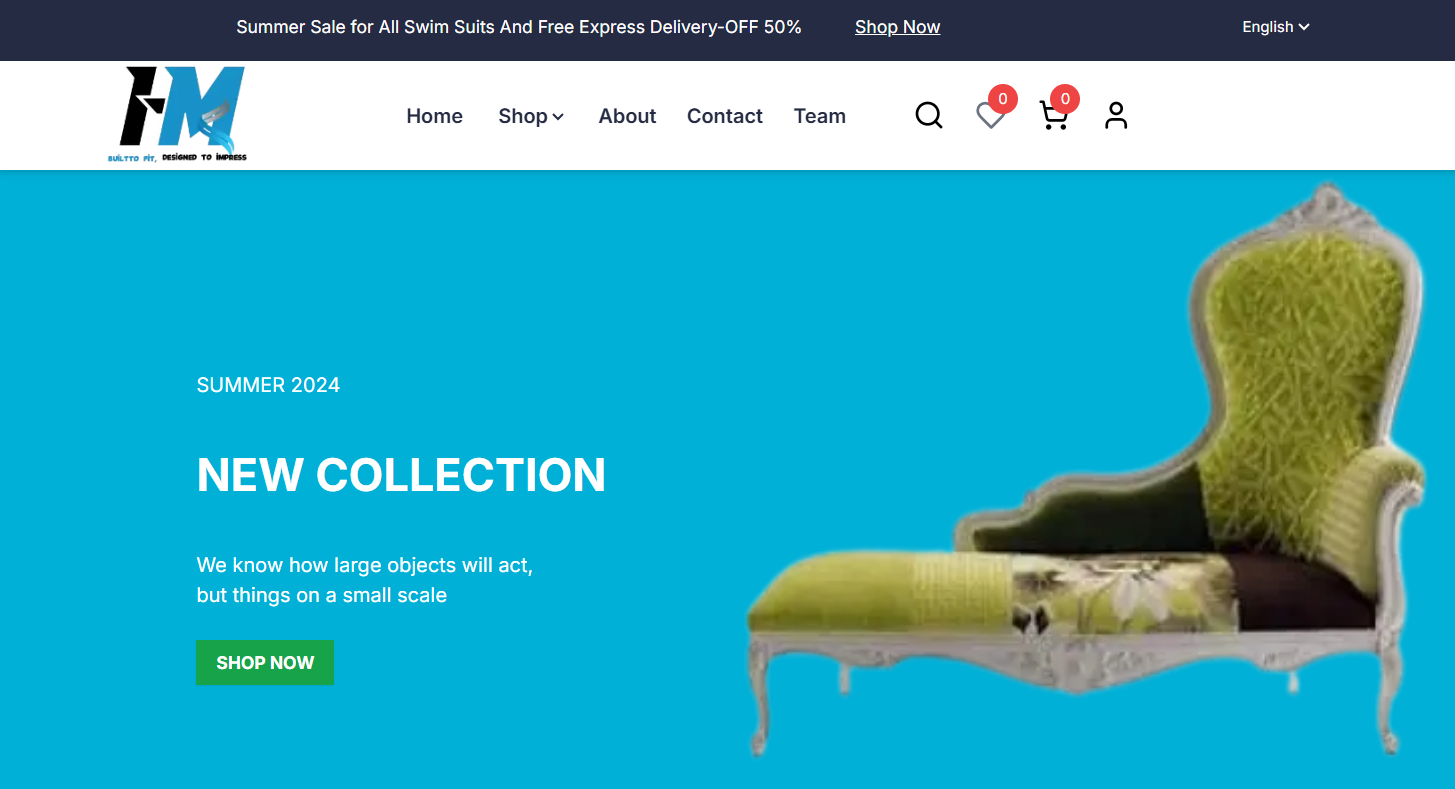 Summer Sale for All Swim Suits And Free Express Delivery-OFF 50% Shop Now English
HM
BUILTTO FIT, DESIGNED TO IMPRESS
Home Shop About Contact Team 0 0
SUMMER 2024
NEW COLLECTION
We know how large objects will act,
but things on a small scale
SHOP NOW